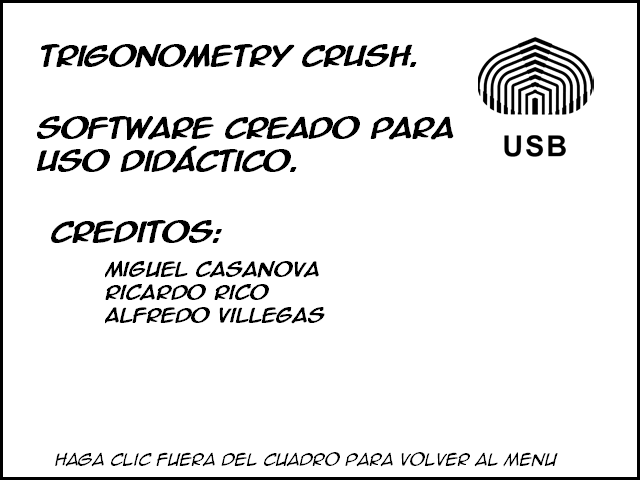 TRIGONOMETRY CRUSH.
USB
SOFTWARE CREADO PARA
USO DIDÁCTICO.
CREDITOS:
MIGUEL CASANOVA
RICARDO RICO
ALFREDO VILLEGAS
HAGA CLIC FUERA DEL CUADRO PARA VOLVER AL MENU